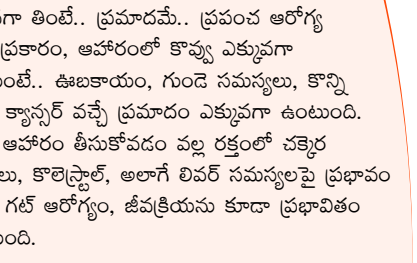 గా తింటే.. ప్రమాదమే.. ప్రపంచ ఆరోగ్య
ప్రకారం, ఆహారంలో కొవ్వు ఎక్కువగా
ఊబకాయం, గుండె సమస్యలు, కొన్ని
క్యాన్సర్ వచ్చే ప్రమాదం ఎక్కువగా ఉంటుంది.
ఆహారం తీసుకోవడం వల్ల రక్తంలో చక్కెర
కొలెస్ట్రాల్, అలాగే లివర్ సమస్యలపై ప్రభావం
గట్ ఆరోగ్యం, జీవక్రియను కూడా ప్రభావితం